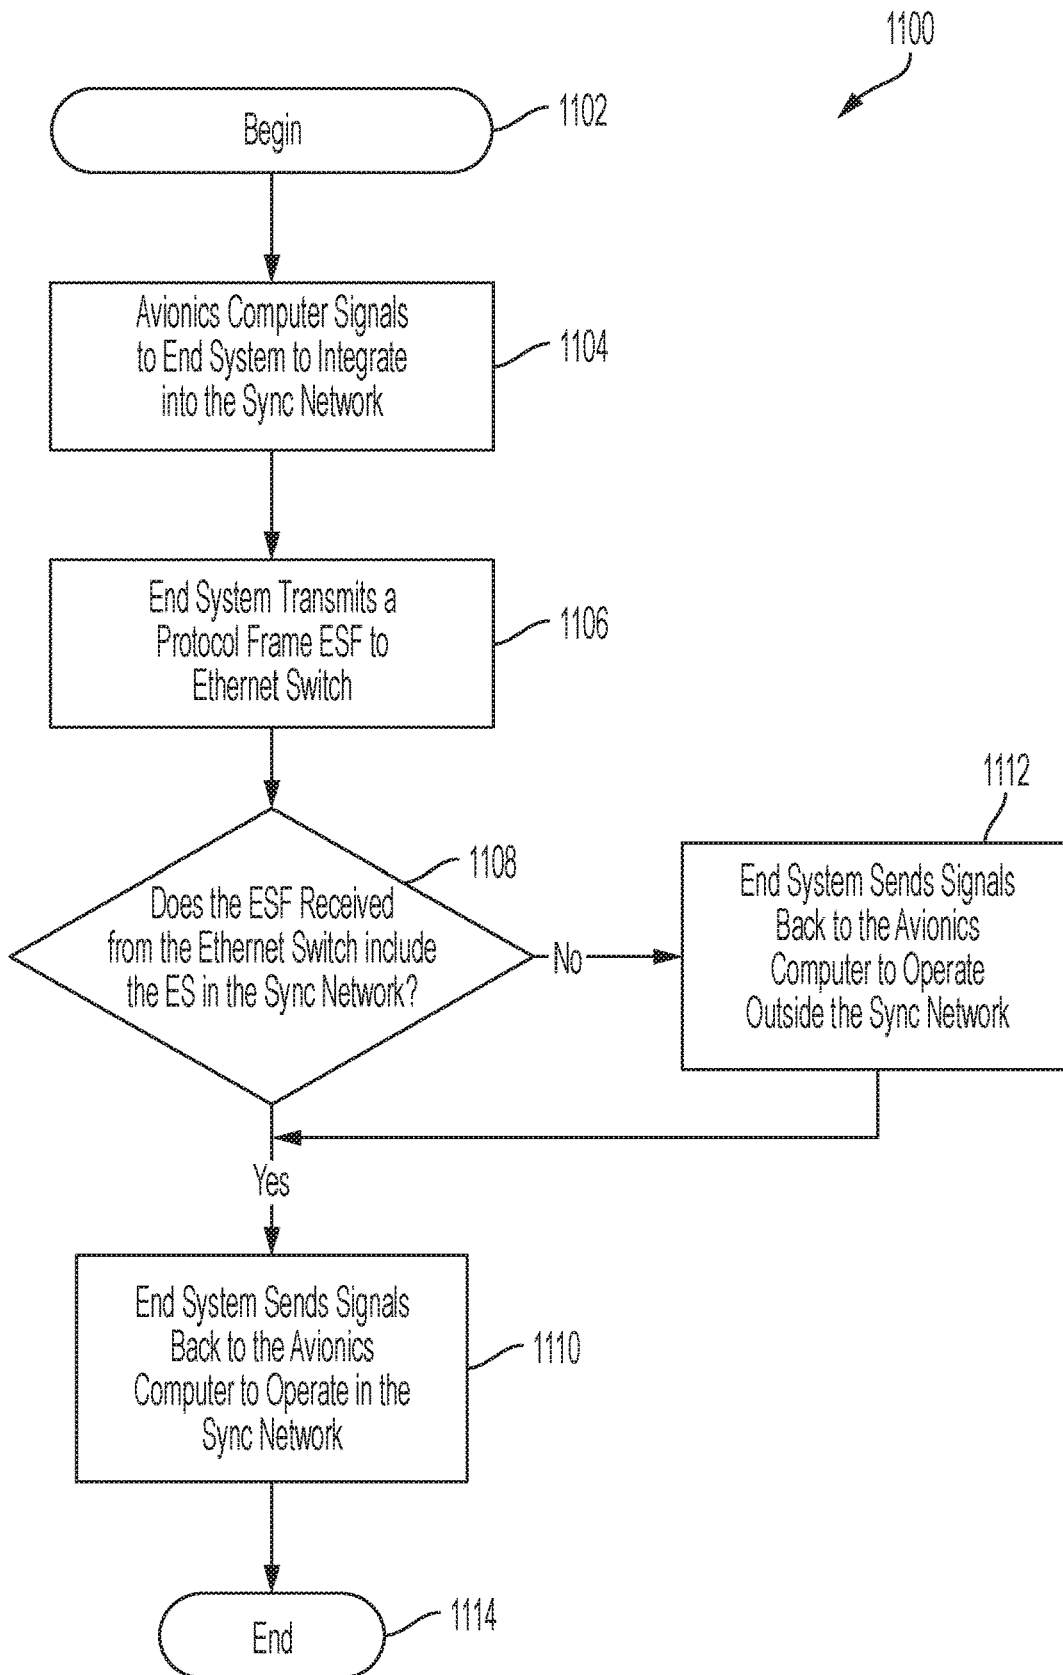 1100
Begin
1102
Avionics Computer Signals
to End System to Integrate
into the Sync Network
1104
End System Transmits a
Protocol Frame ESF to
Ethernet Switch
1106
Does the ESF Received
from the Ethernet Switch include
the ES in the Sync Network?
1108
No
End System Sends Signals
Back to the Avionics
Computer to Operate
Outside the Sync Network
1112
Yes
End System Sends Signals
Back to the Avionics
Computer to Operate in the
Sync Network
1110
End
1114